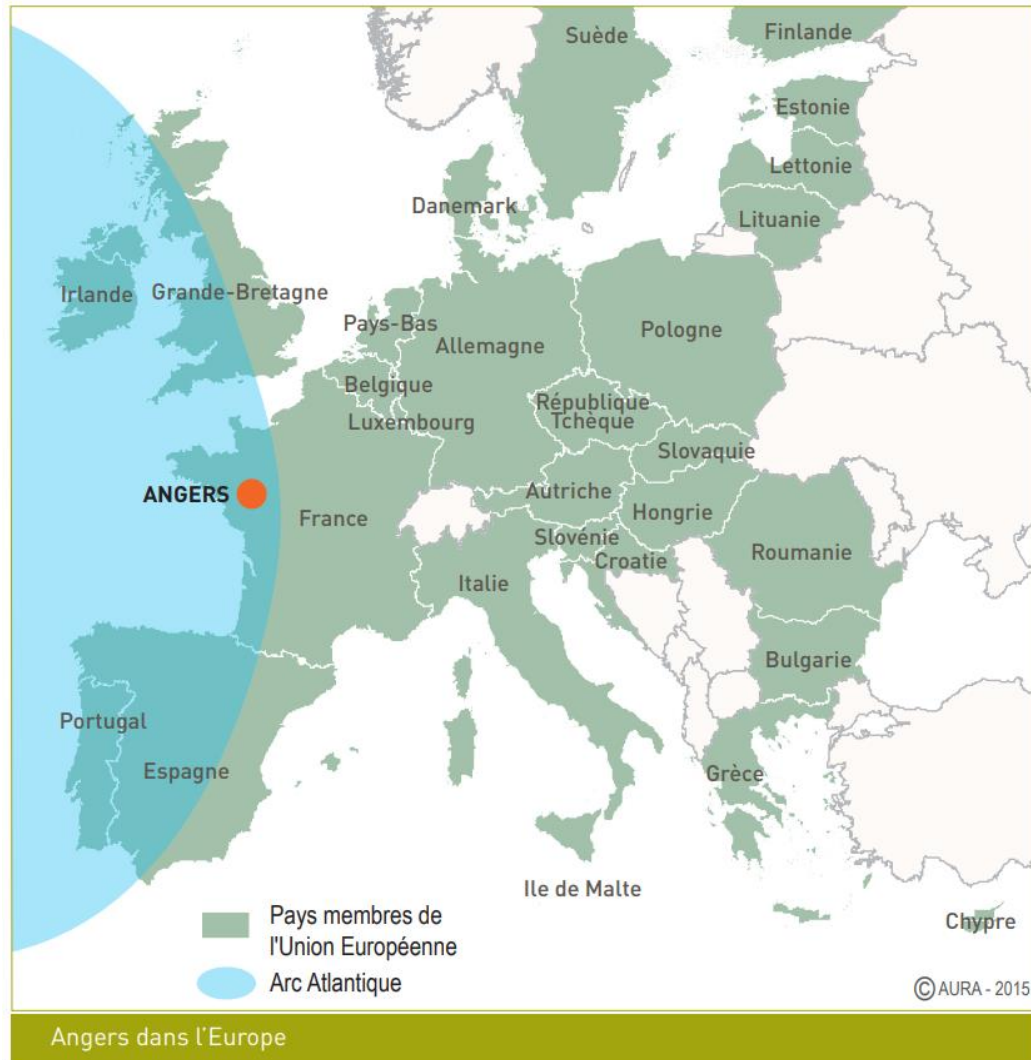 Suède
Finlande
Estonie
Lettonie
Danemark
Lituanie
Irlande
Grande-Bretagne
Pays-Bas
Pologne
Allemagne
Belgique
République
Tchèque
Luxembourg
Slovaquie
ANGERS
Autriche
France
Hongrie
Slovénie
Croatie
Roumanie
Italie
Bulgarie
Portugal
Espagne
Grèce
Ile de Malte
Chypre
Pays membres de
l'Union Européenne
Arc Atlantique
© AURA - 2015
Angers dans l'Europe